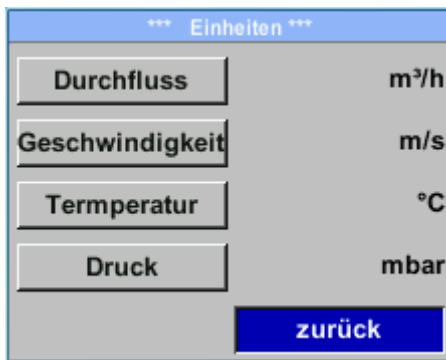 *** Einheiten ***
Durchfluss m³/h
Geschwindigkeit m/s
Termperatur °C
Druck mbar
zurück